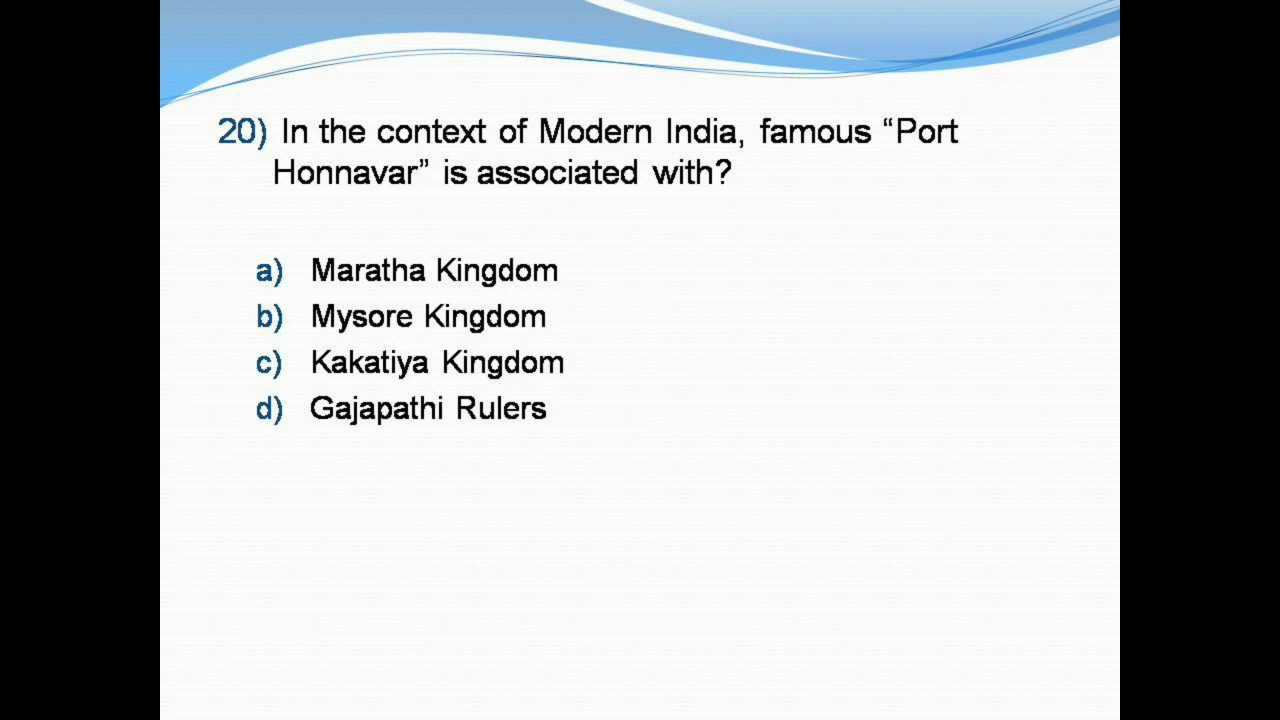 20) In the context of Modern India, famous “Port
Honnavar” is associated with?
a) Maratha Kingdom
b) Mysore Kingdom
c) Kakatiya Kingdom
d) Gajapathi Rulers